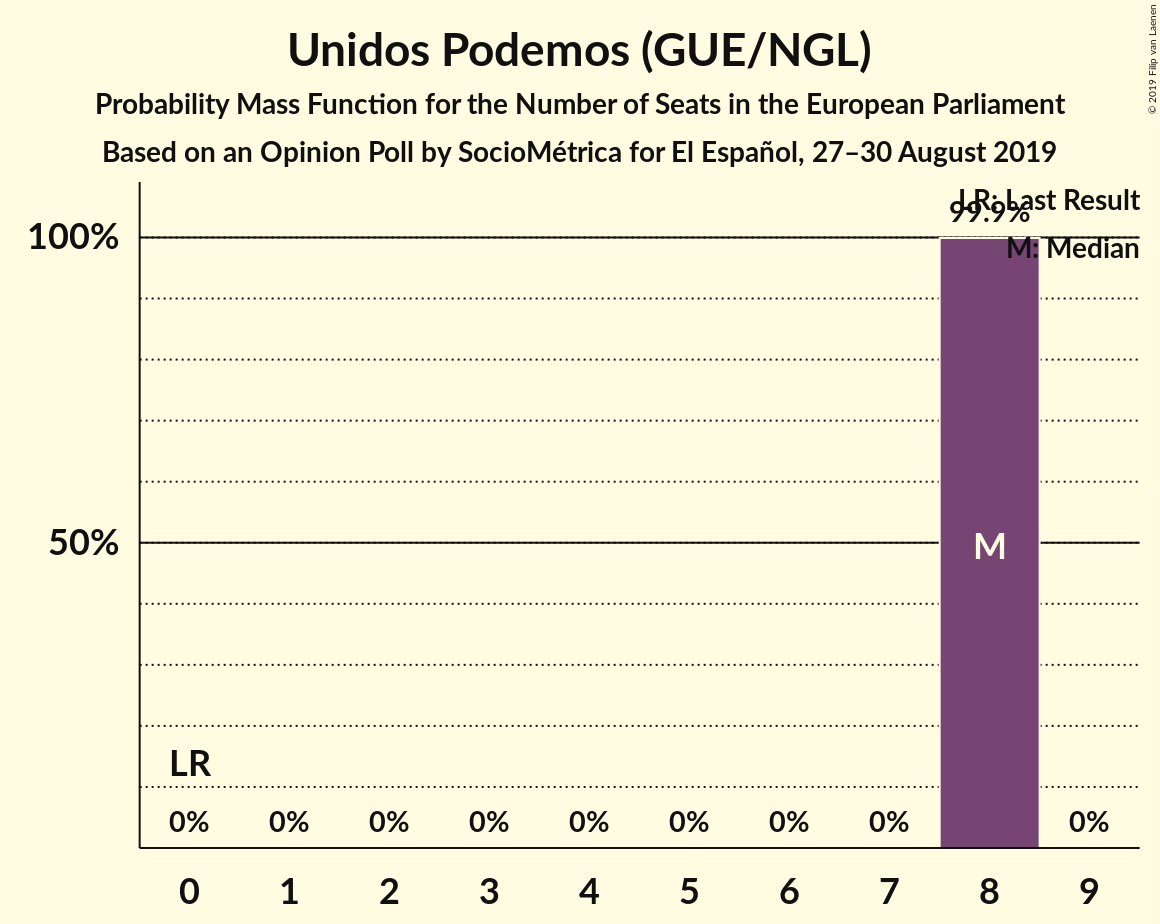 Unidos Podemos (GUE/NGL)
Probability Mass Function for the Number of Seats in the European Parliament
Based on an Opinion Poll by SocioMétrica for El Español, 27–30 August 2019
© 2019 Filip van Laenen
LR: Last Result
99.9%
100%
M: Median
50%
M
LR
0% 0% 0% 0% 0% 0% 0% 0% 0%
0 1 2 3 4 5 6 7 8 9